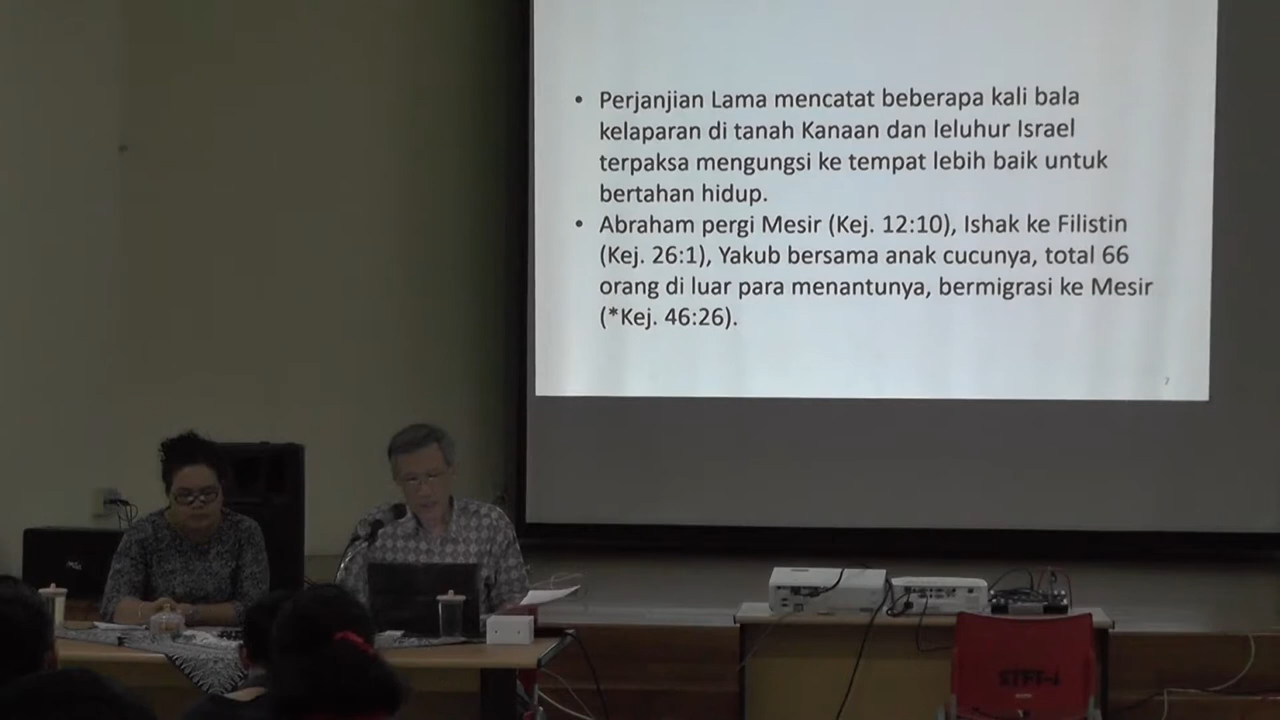 • Perjanjian Lama mencatat beberapa kali bala
kelaparan di tanah Kanaan dan leluhur Israel
terpaksa mengungsi ke tempat lebih baik untuk
bertahan hidup.
• Abraham pergi Mesir (Kej. 12:10), Ishak ke Filistin
(Kej. 26:1), Yakub bersama anak cucunya, total 66
orang di luar para menantunya, bermigrasi ke Mesir
(*Kej. 46:26).
7